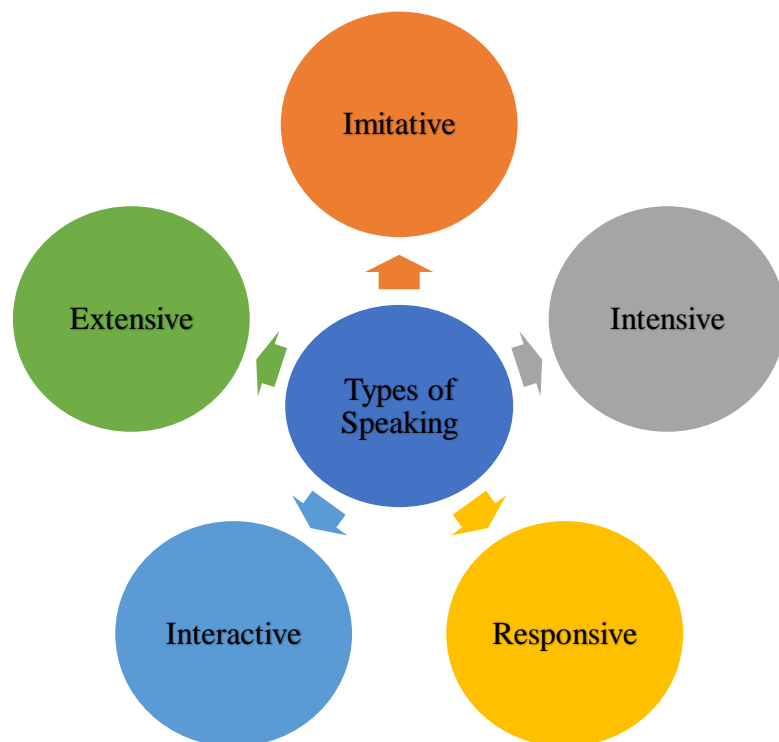 Imitative
Extensive
Intensive
Types of
Speaking
Interactive
Responsive